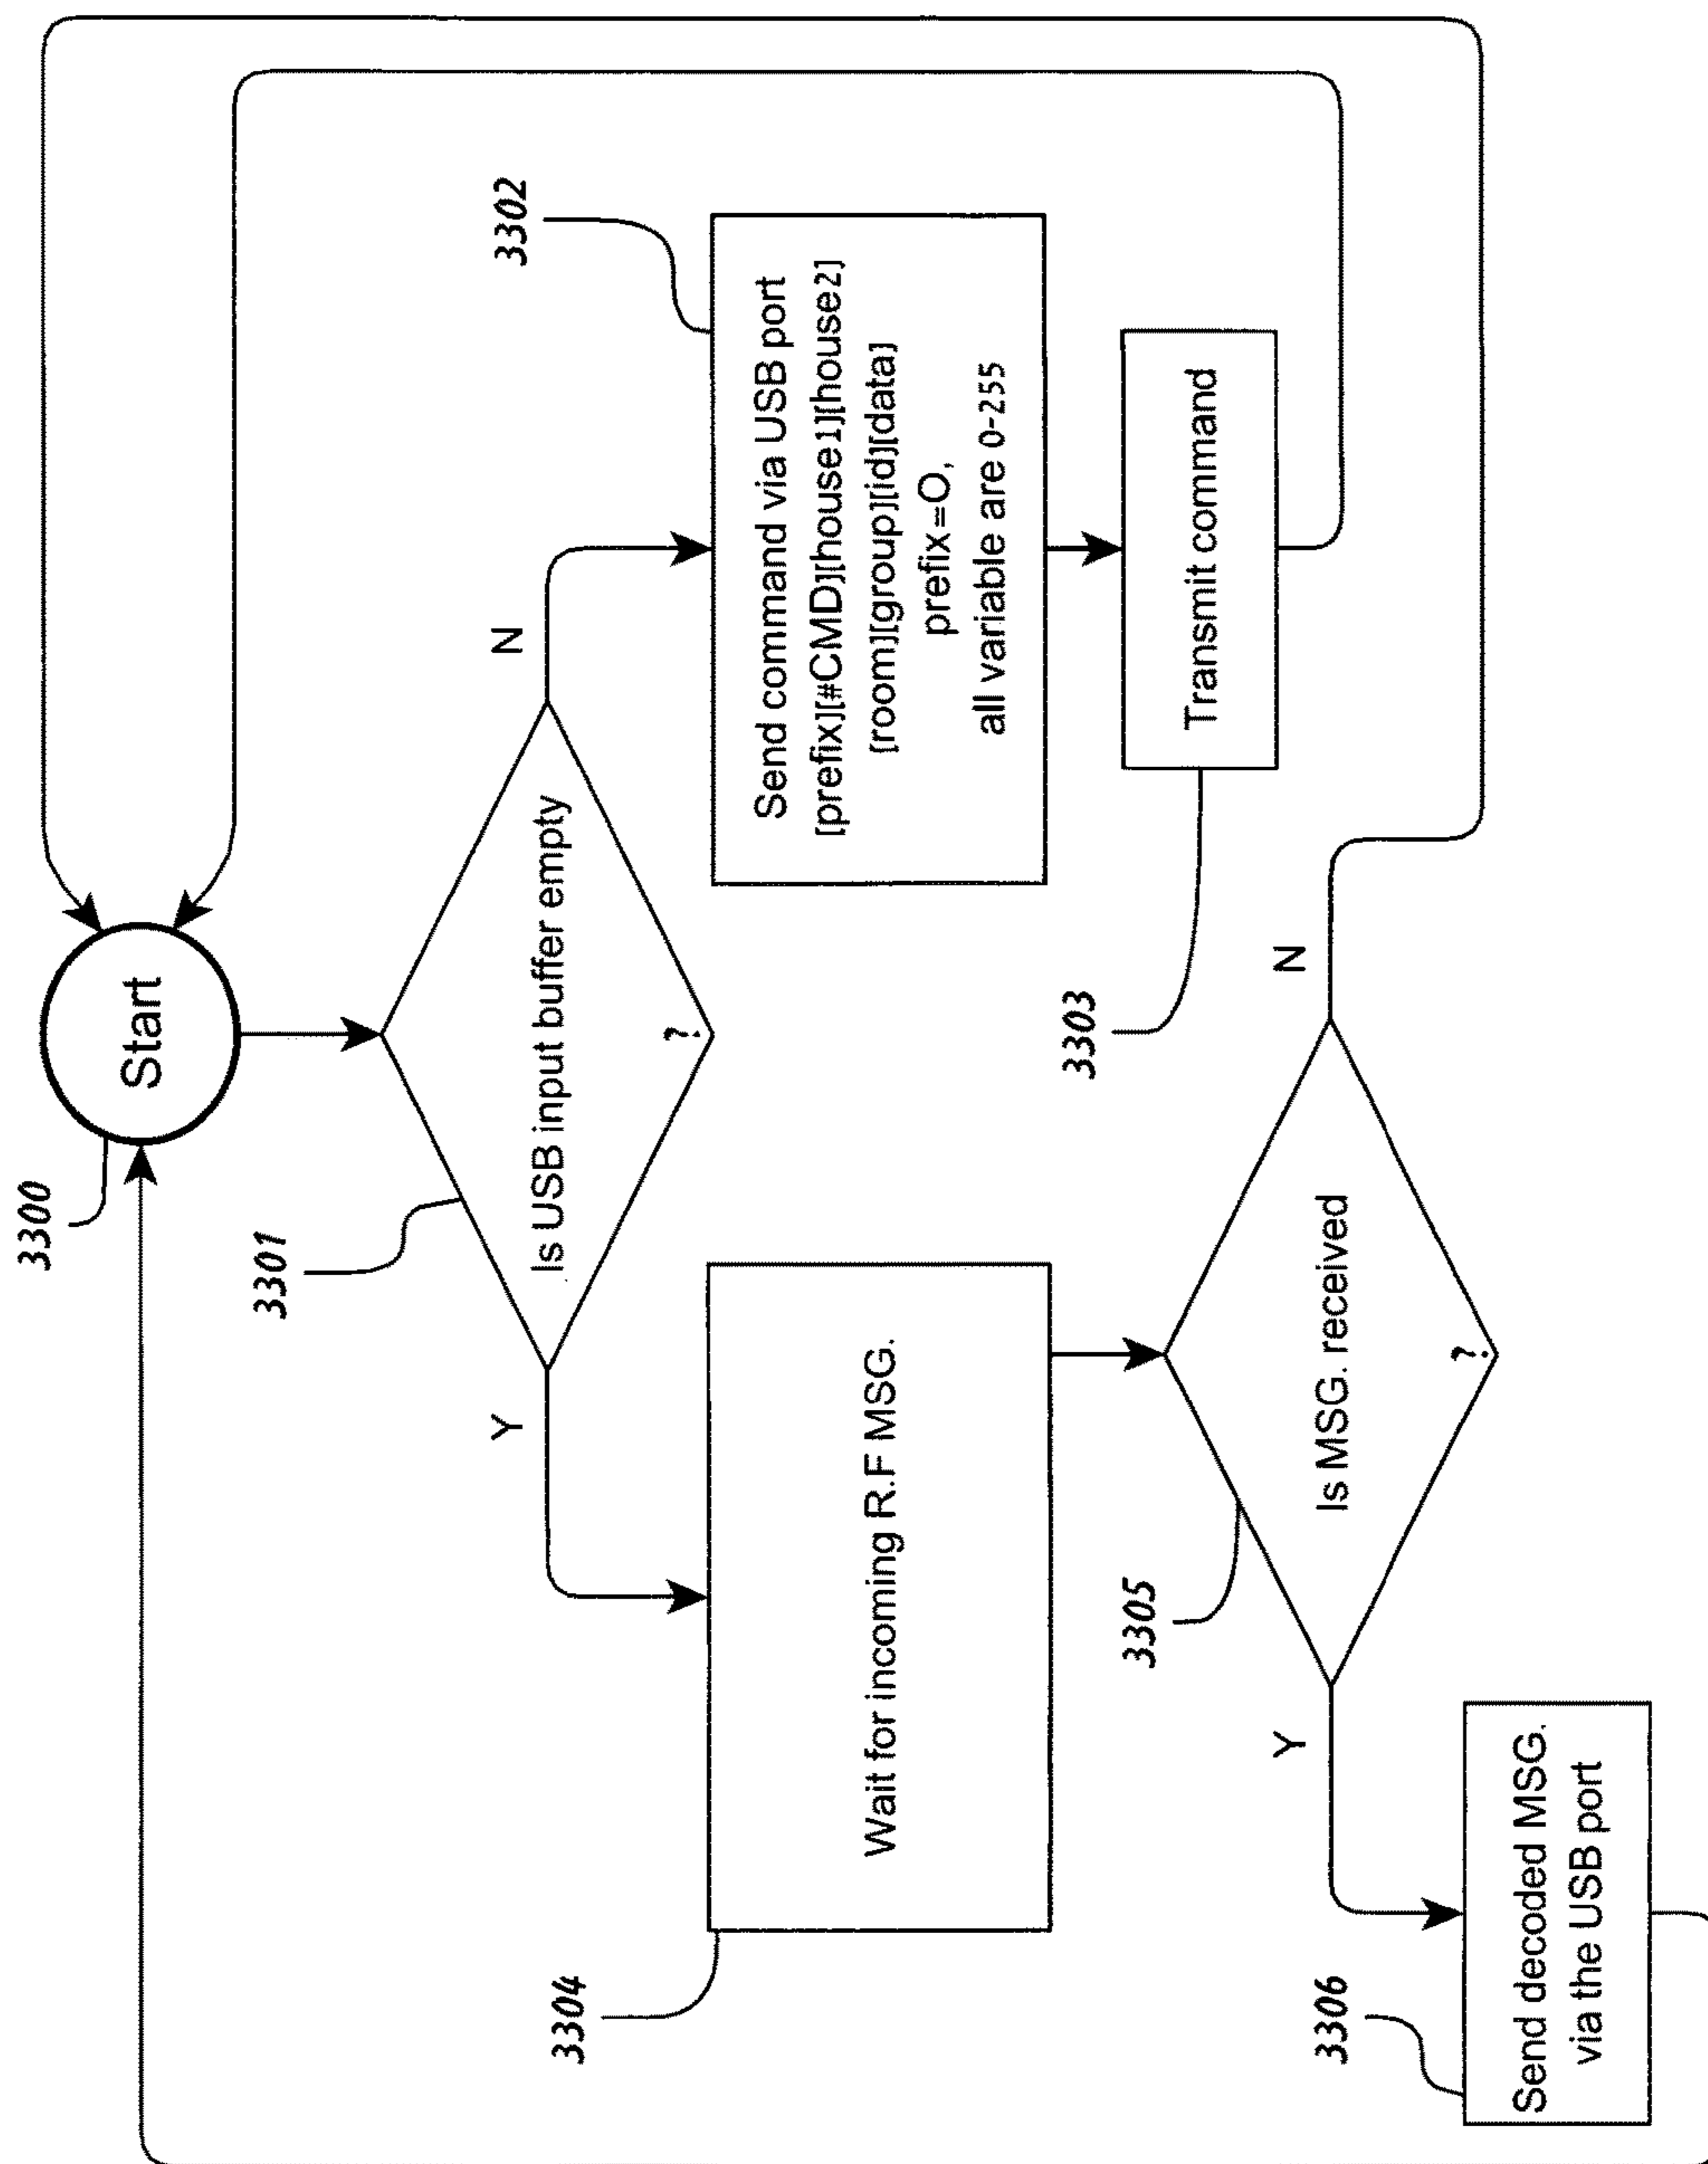 3300
Start
3301
Is USB input buffer empty
?
Y
N
3302
Send command via USB port
[prefix][#CMD][house1][house2]
[room][group][id][data]
prefix=O,
all variable are 0-255
3303
Transmit command
3304
Wait for incoming R.F MSG.
3305
Is MSG. received
?
Y
N
3306
Send decoded MSG.
via the USB port